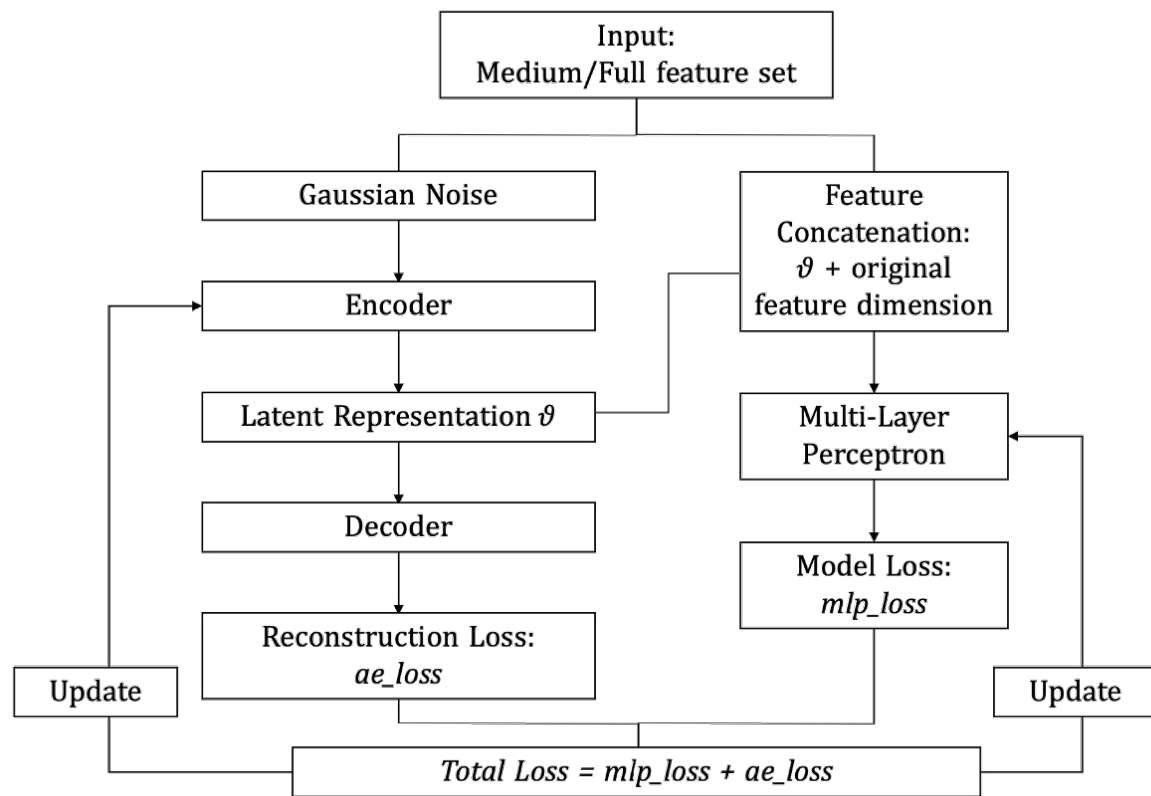 Input:
Medium/Full feature set
Gaussian Noise
Encoder
Latent Representation ϑ
Decoder
Reconstruction Loss:
ae_loss
Feature
Concatenation:
ϑ + original
feature dimension
Multi-Layer
Perceptron
Model Loss:
mlp_loss
Update
Update
Total Loss = mlp_loss + ae_loss